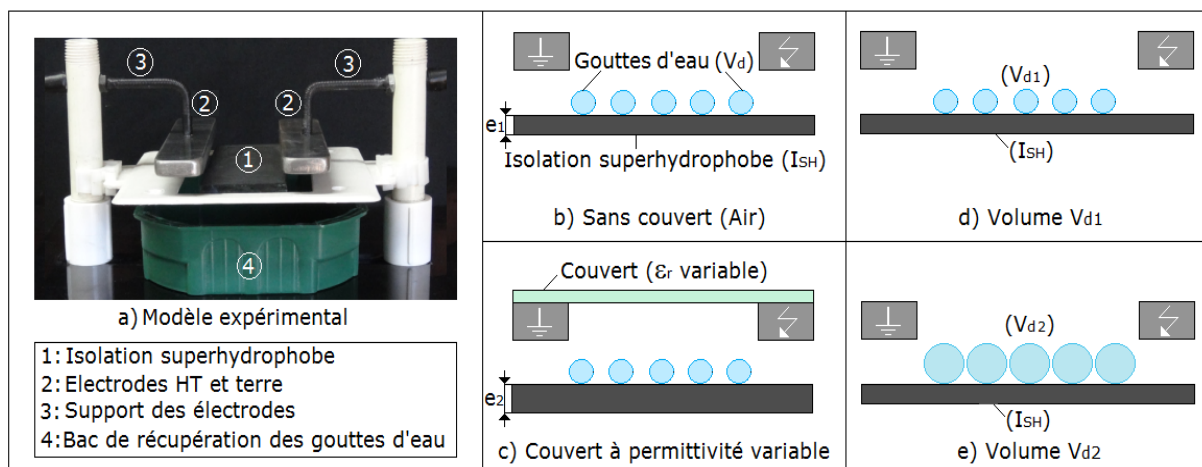 3
3
2
2
1
4
a) Modèle expérimental
1: Isolation superhydrophobe
2: Electrodes HT et terre
3: Support des électrodes
4: Bac de récupération des gouttes d'eau
Gouttes d'eau (Vd)
e1
Isolation superhydrophobe (ISH)
b) Sans couvert (Air)
Couvert (εr variable)
e2
c) Couvert à permittivité variable
(Vd1)
(ISH)
d) Volume Vd1
(Vd2)
(ISH)
e) Volume Vd2